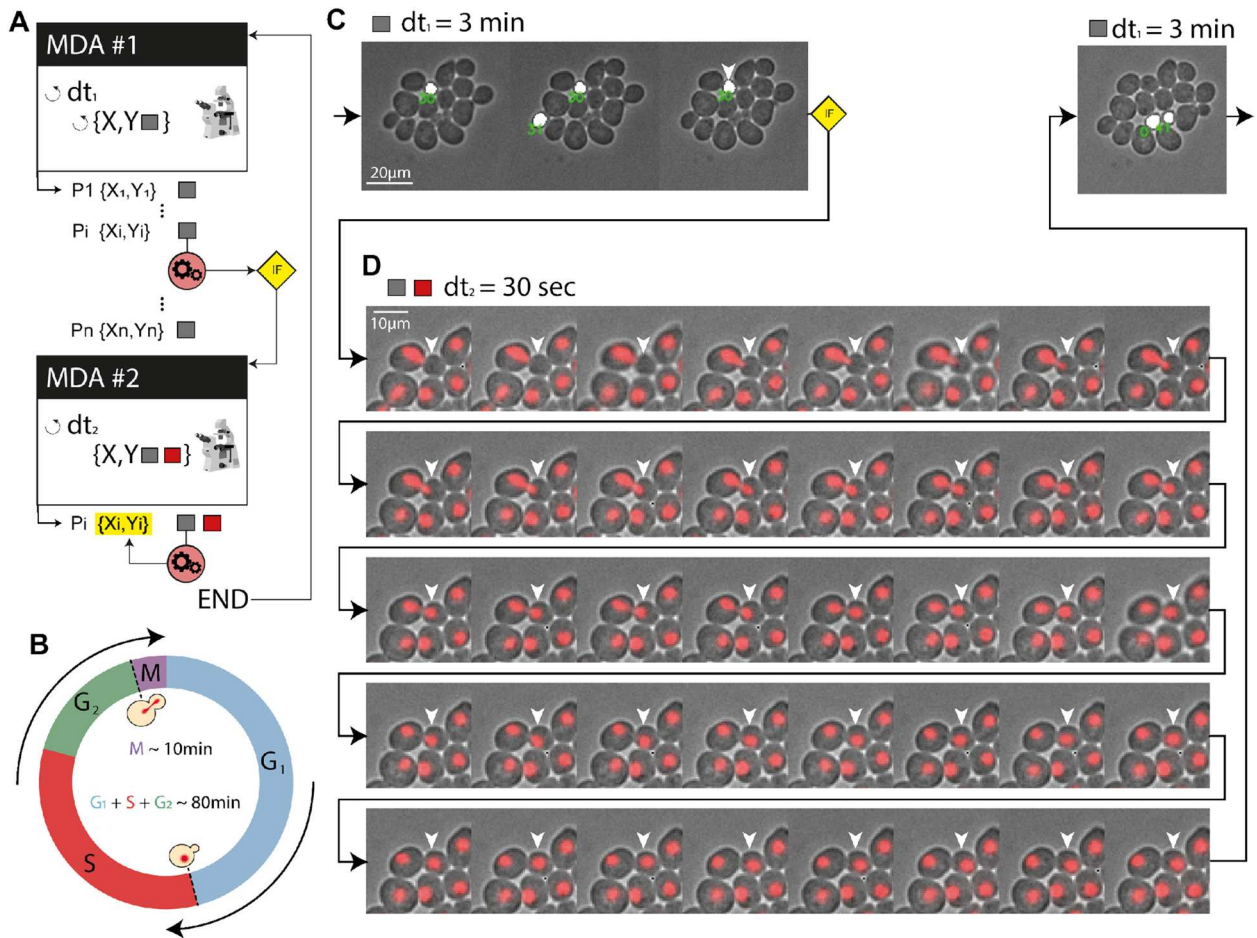 A
MDA #1
dt₁
{X,Y }
P1 {X₁,Y₁}
Pi {Xi,Yi}
IF
Pn {Xn,Yn}
MDA #2
dt₂
{X,Y }
Pi {Xi,Yi}
END
B
M
G₂
G₁
M ~ 10min
G₁ + S + G₂ ~ 80min
S
C
dt₁ = 3 min
20µm
IF
dt₁ = 3 min
D
dt₂ = 30 sec
10µm